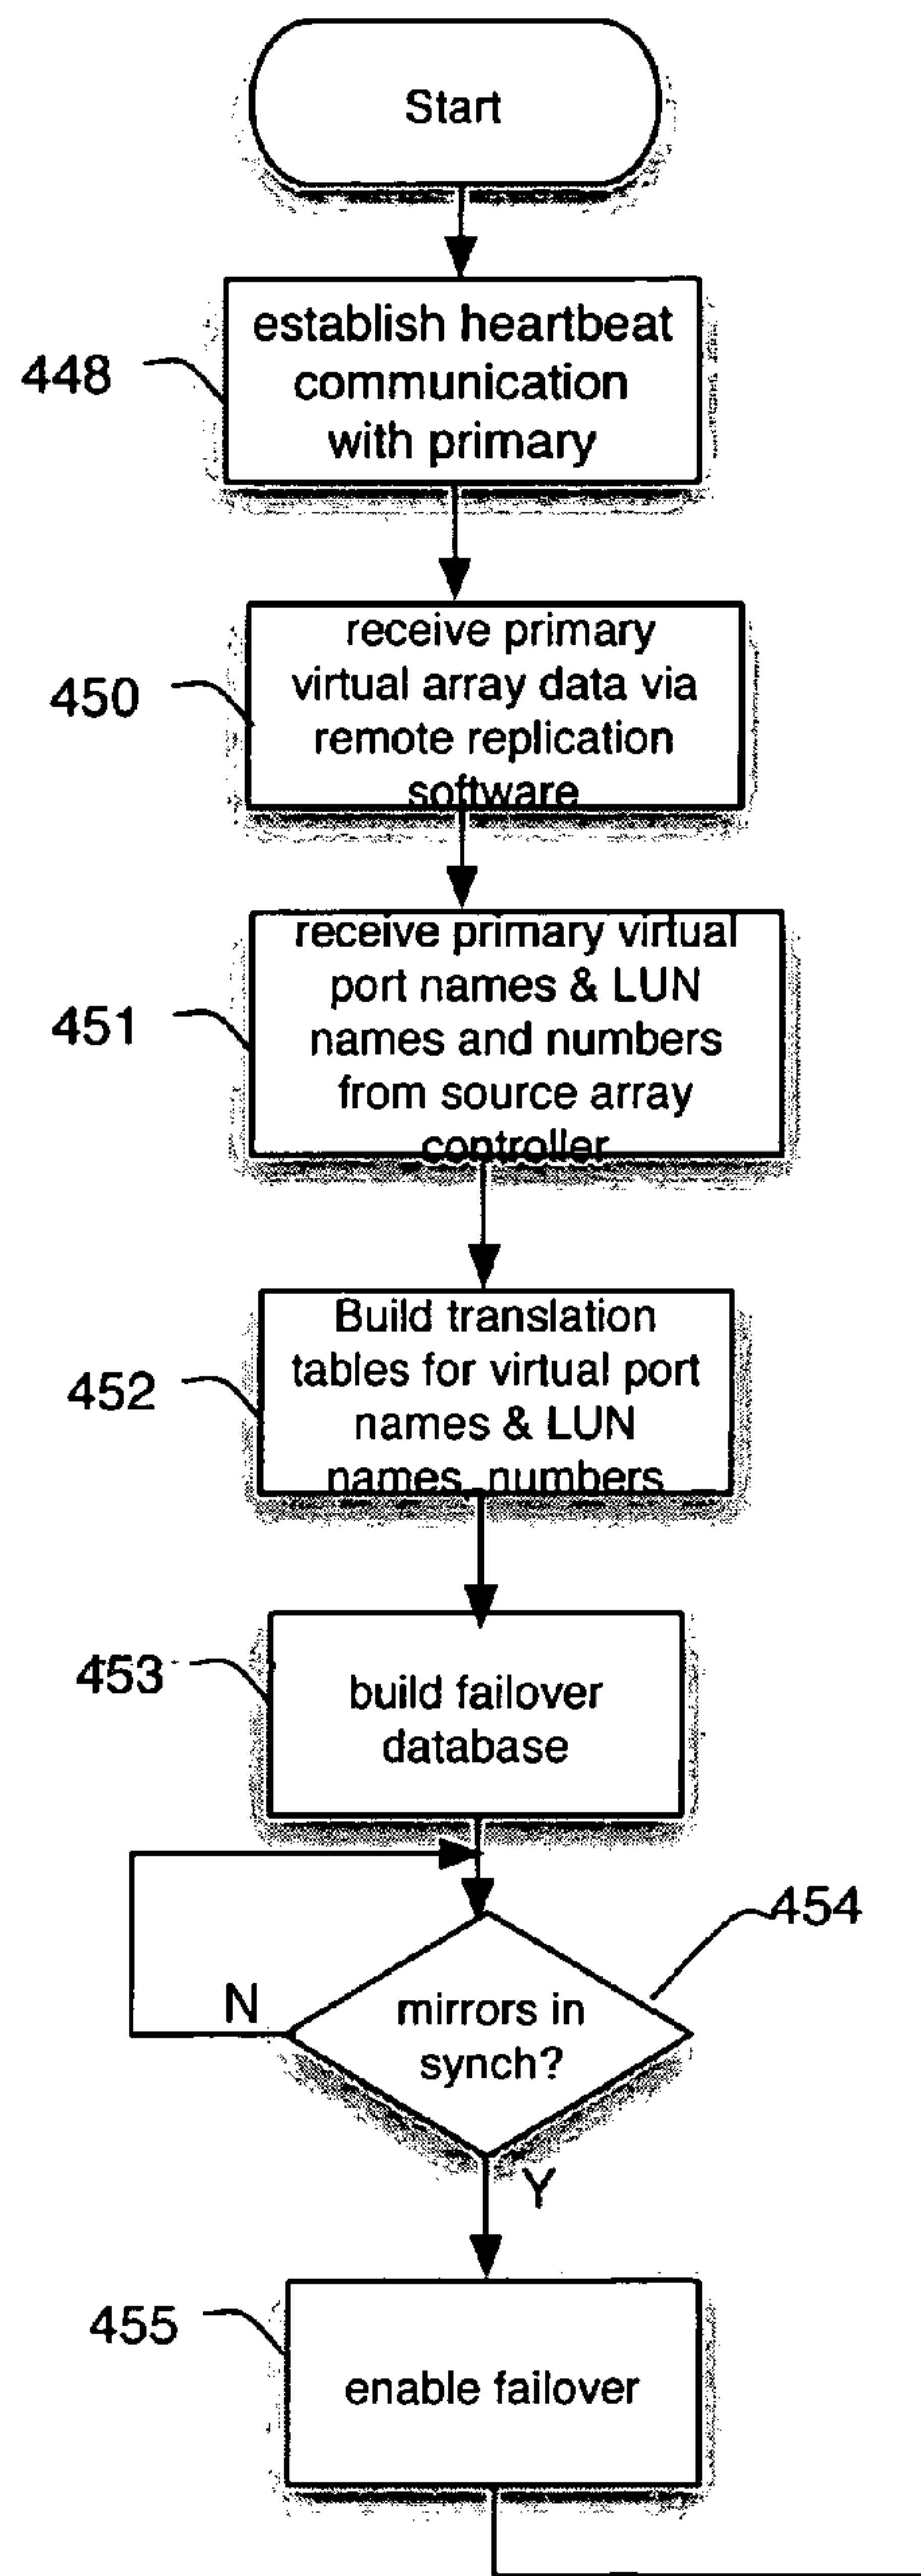 Start
448
establish heartbeat
communication
with primary
450
receive primary
virtual array data via
remote replication
software
451
receive primary virtual
port names & LUN
names and numbers
from source array
controller
452
Build translation
tables for virtual port
names & LUN
names, numbers
453
build failover
database
454
N
mirrors in
synch?
Y
455
enable failover